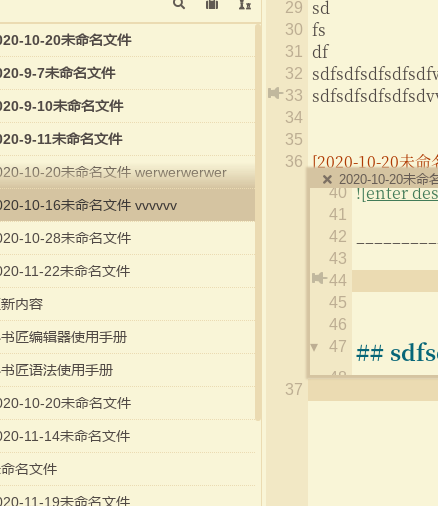 020-10-20未命名文件
020-9-7未命名文件
020-9-10未命名文件
020-9-11未命名文件
020-10-20未命名文件 werwerwerwer
020-10-16未命名文件 vvvvvv
020-10-28未命名文件
020-11-22未命名文件
新内容
书匠编辑器使用手册
书匠语法使用手册
020-10-20未命名文件
020-11-14未命名文件
命名文件
020-11-19未命名文件
29 sd
30 fs
31 df
32 sdfsdfsdfsdfsdfv
33 sdfsdfsdfsdfsdvv
34
35
36 [2020-10-20未命名
× 2020-10-20未命名
40 ![enter des
41
42 ----------
43
44
45
46
47 ## sdfs
48
37